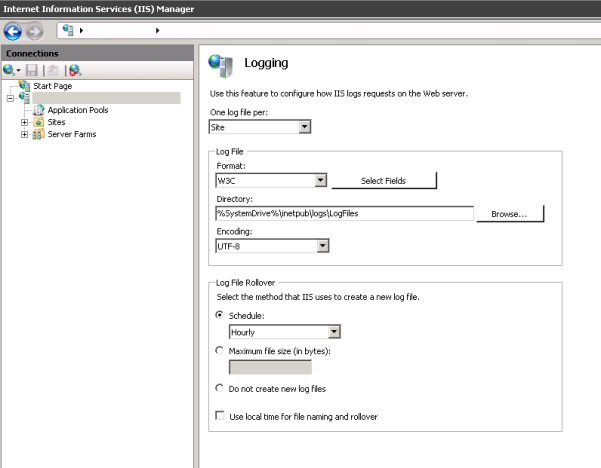 Internet Information Services (IIS) Manager
Connections
Start Page
Application Pools
Sites
Server Farms
Logging
Use this feature to configure how IIS logs requests on the Web server.
One log file per:
Site
Log File
Format:
W3C
Select Fields
Directory:
%SystemDrive%\inetpub\logs\LogFiles
Browse...
Encoding:
UTF-8
Log File Rollover
Select the method that IIS uses to create a new log file.
Schedule:
Hourly
Maximum file size (in bytes):
Do not create new log files
Use local time for file naming and rollover